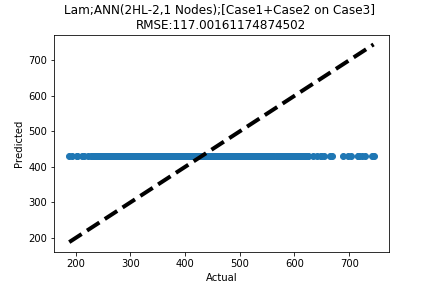 Lam;ANN(2HL-2,1 Nodes);[Case1+Case2 on Case3]
RMSE:117.00161174874502
700
600
500
400
300
200
Predicted
200 300 400 500 600 700
Actual